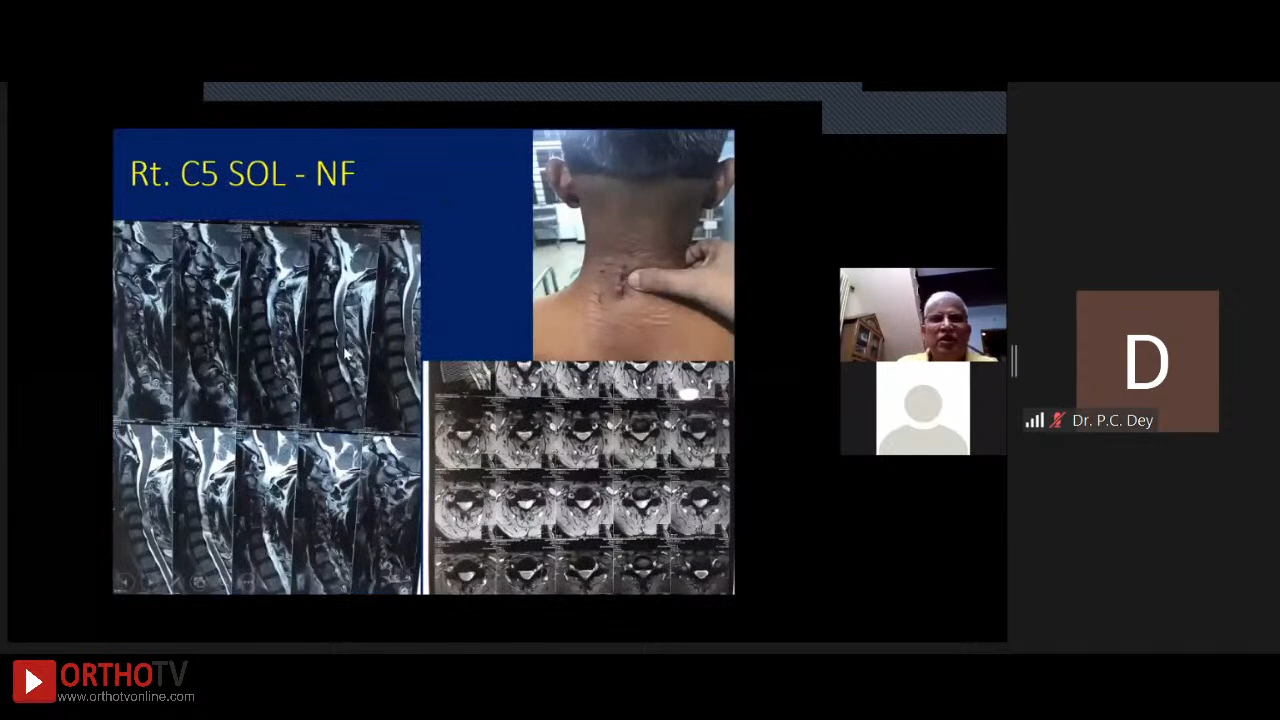 Rt. C5 SOL - NF
D
Dr. P.C. Dey
ORTHOTV
www.orthotvonline.com